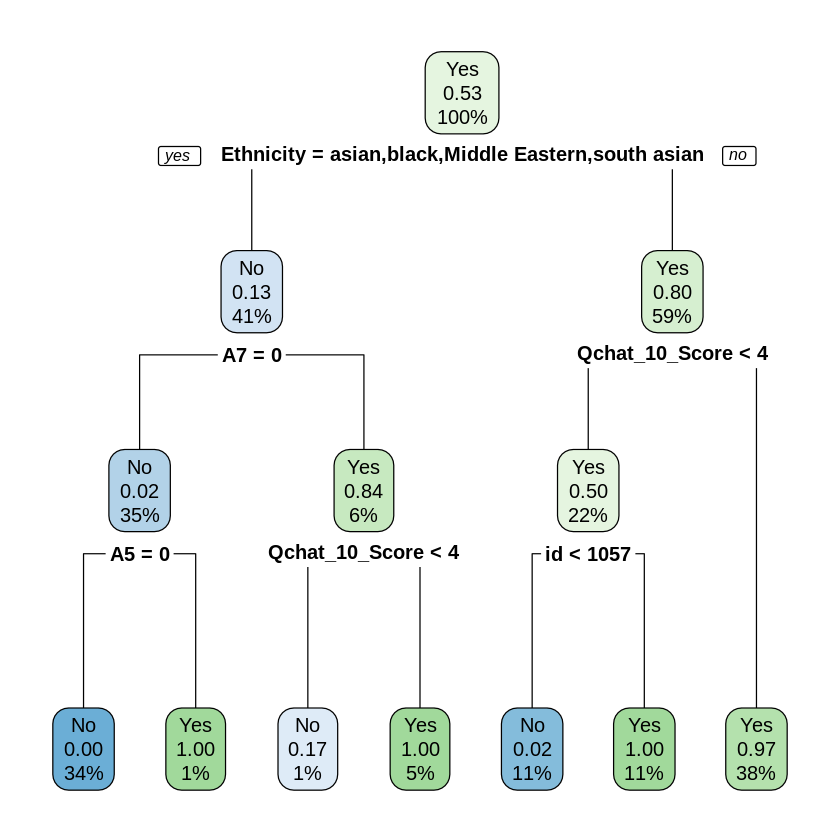 Yes
0.53
100%
yes Ethnicity = asian,black,Middle Eastern,south asian no
No
0.13
41%
Yes
0.80
59%
A7 = 0
Qchat_10_Score < 4
No
0.02
35%
Yes
0.84
6%
Yes
0.50
22%
A5 = 0
Qchat_10_Score < 4
id < 1057
No
0.00
34%
Yes
1.00
1%
No
0.17
1%
Yes
1.00
5%
No
0.02
11%
Yes
1.00
11%
Yes
0.97
38%